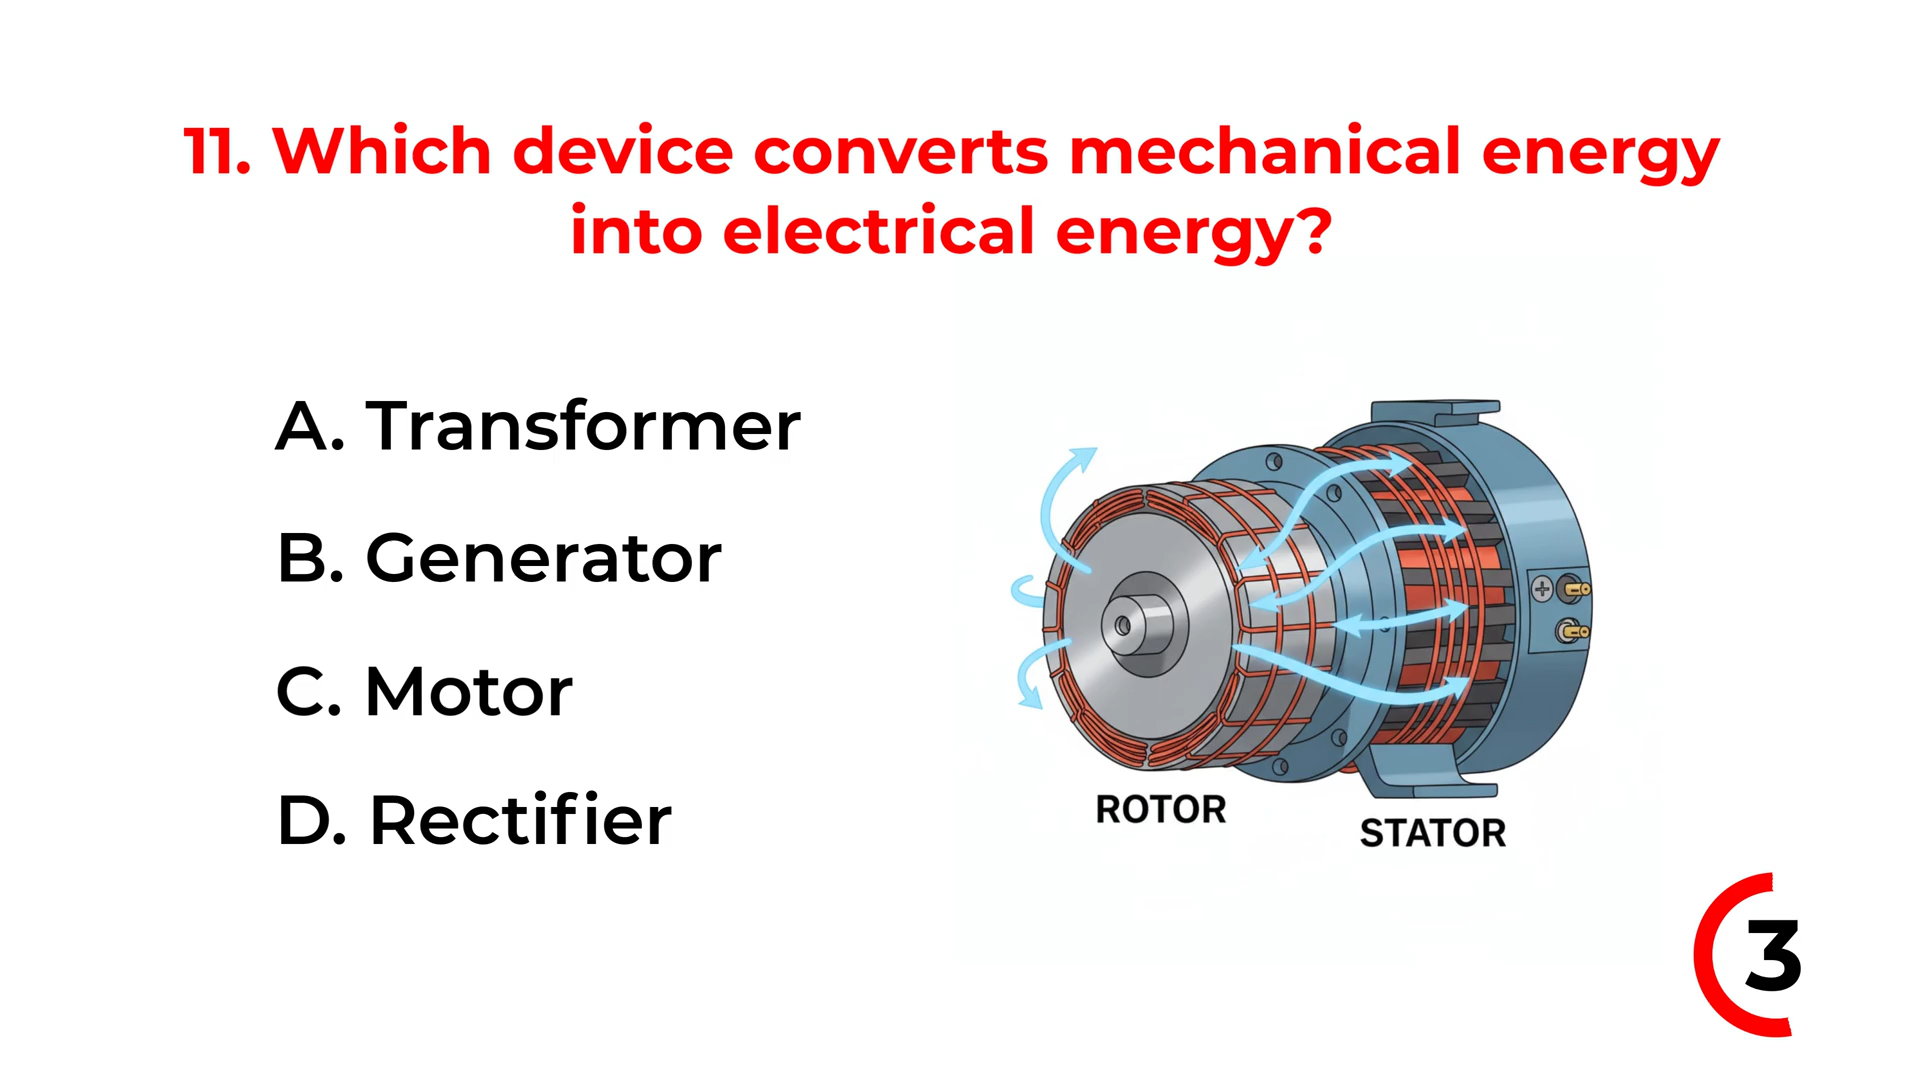 11. Which device converts mechanical energy
into electrical energy?
A. Transformer
B. Generator
C. Motor
D. Rectifier
ROTOR
STATOR
3